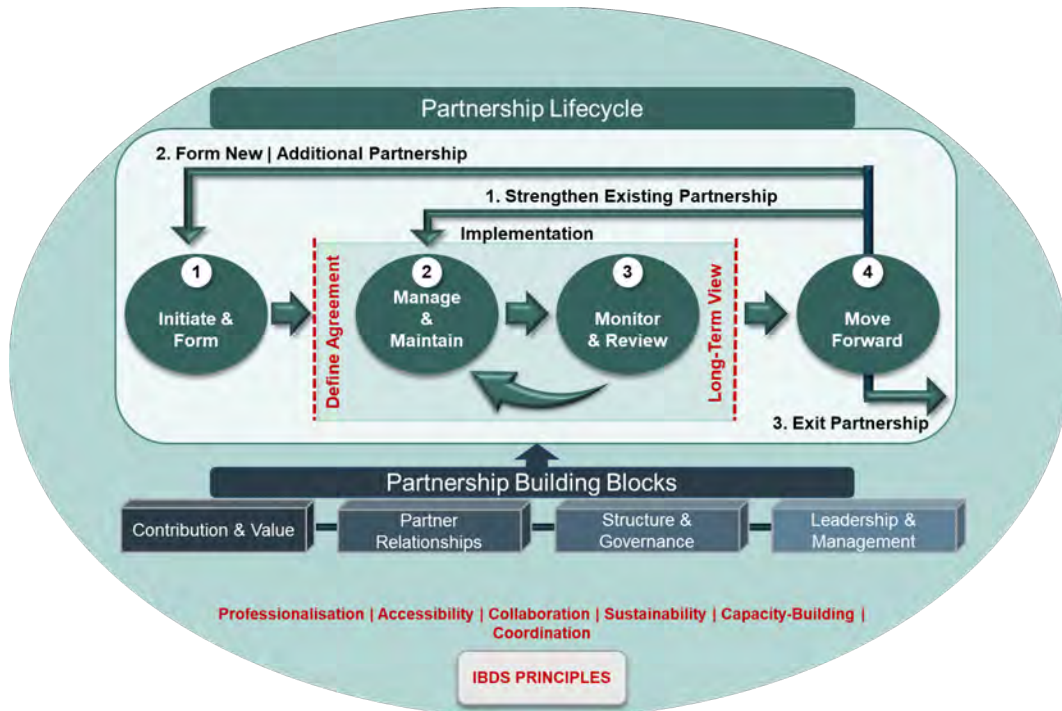 Partnership Lifecycle
2. Form New | Additional Partnership
1. Strengthen Existing Partnership
Implementation
1
Initiate &
Form
Define Agreement
2
Manage
&
Maintain
3
Monitor
& Review
Long-Term View
4
Move
Forward
3. Exit Partnership
Partnership Building Blocks
Contribution & Value
Partner
Relationships
Structure &
Governance
Leadership &
Management
Professionalisation | Accessibility | Collaboration | Sustainability | Capacity-Building |
Coordination
IBDS PRINCIPLES